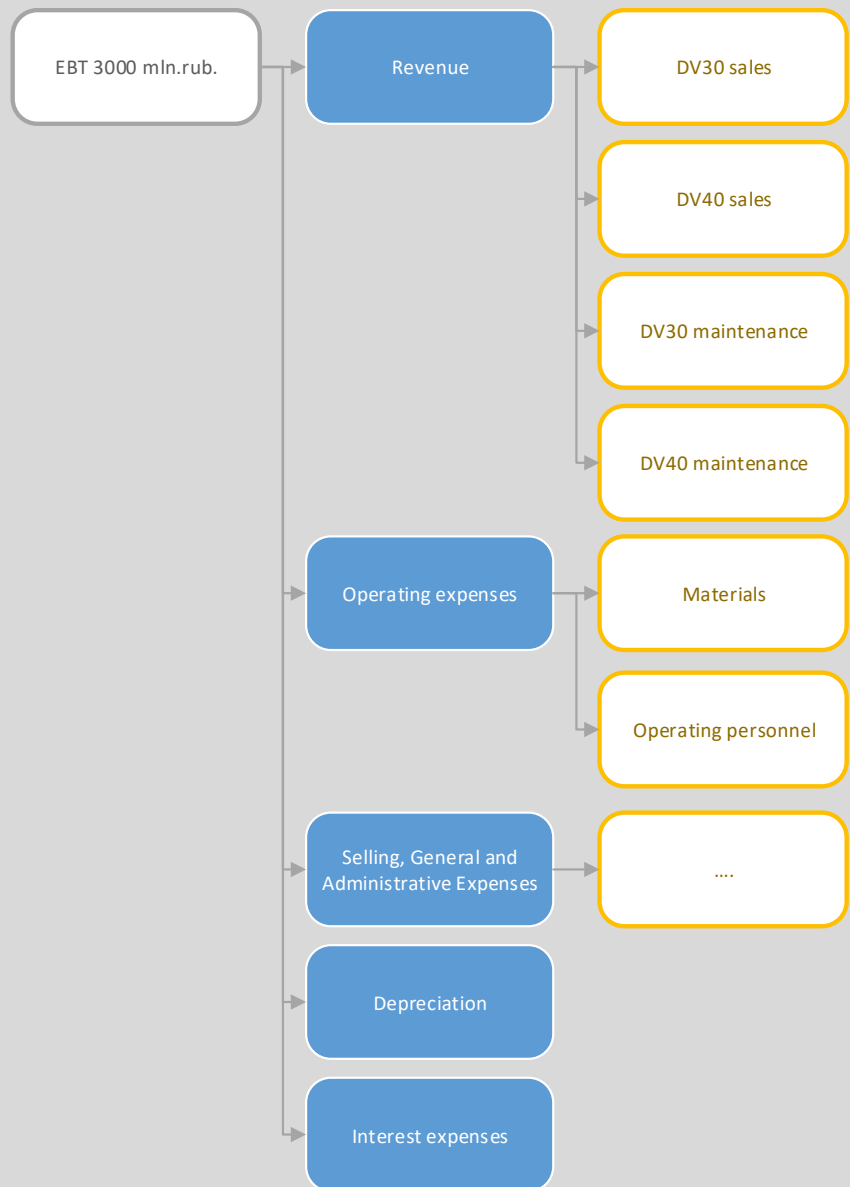 EBT 3000 mln.rub.
Revenue
DV30 sales
DV40 sales
DV30 maintenance
DV40 maintenance
Operating expenses
Materials
Operating personnel
Selling, General and
Administrative Expenses
....
Depreciation
Interest expenses